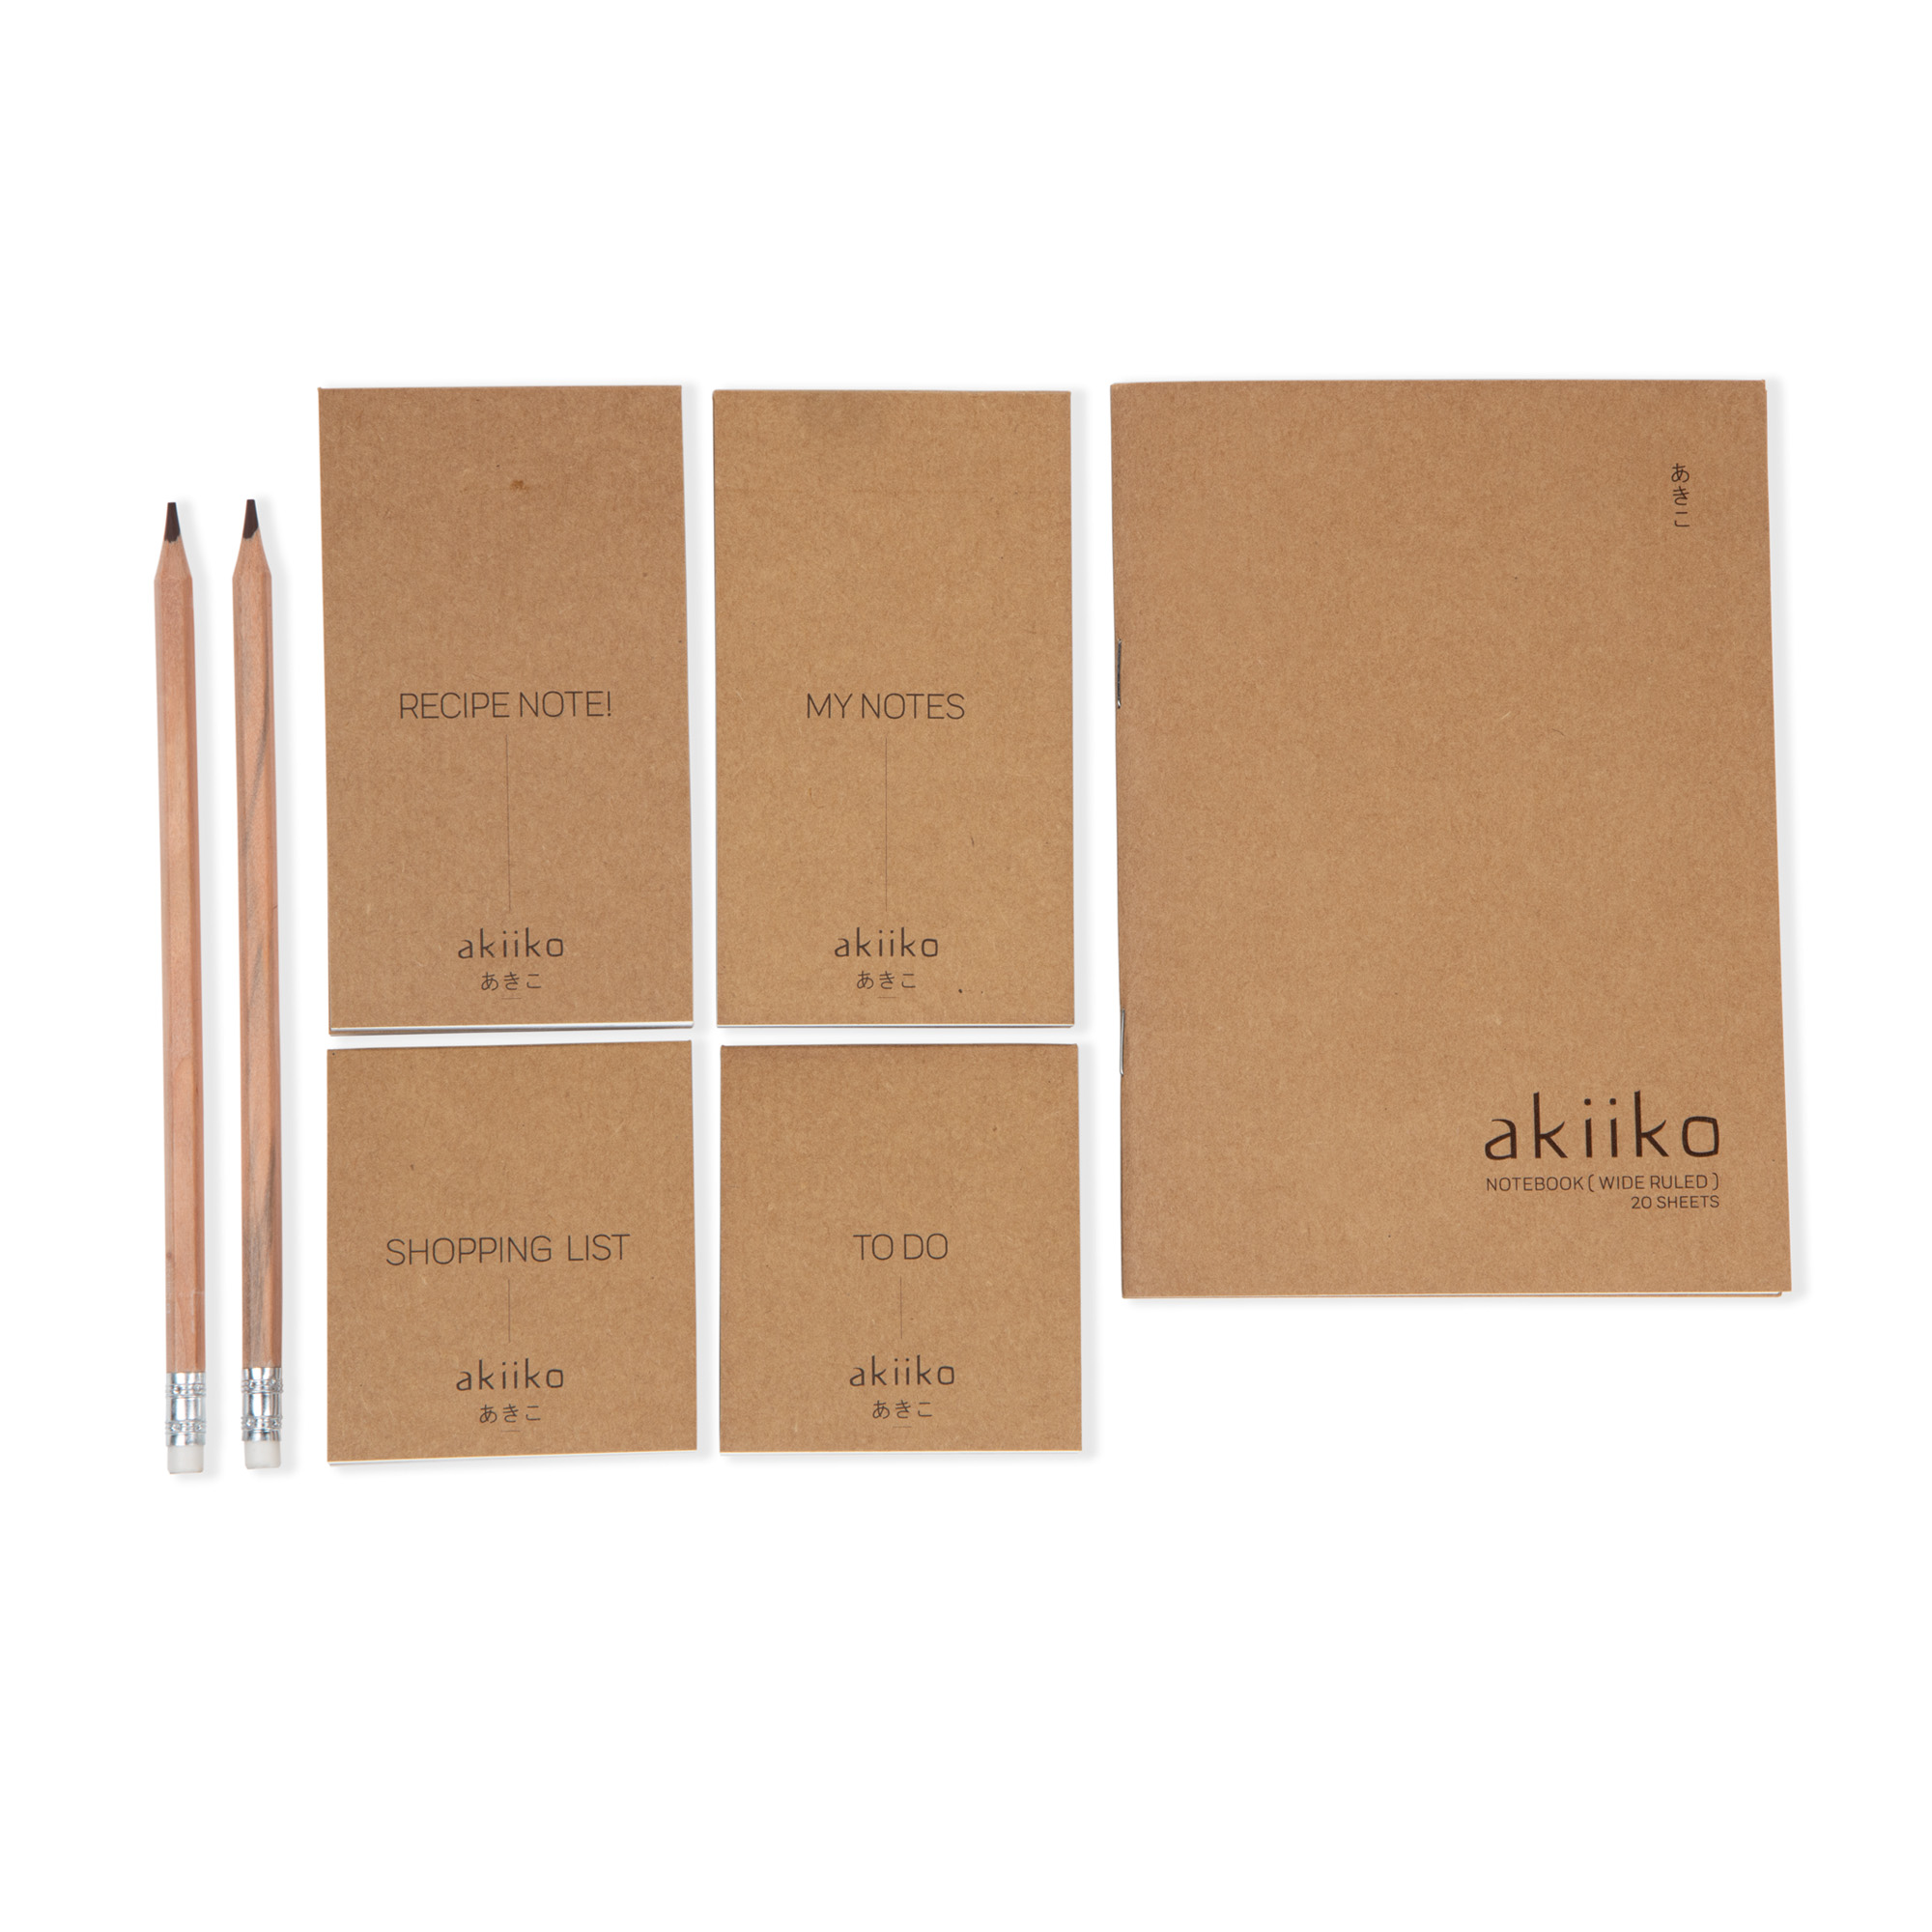 RECIPE NOTE!
akiiko
あきこ
MY NOTES
akiiko
あきこ
SHOPPING LIST
akiiko
あきこ
TO DO
akiiko
あきこ
あきこ
akiiko
NOTEBOOK ( WIDE RULED )
20 SHEETS